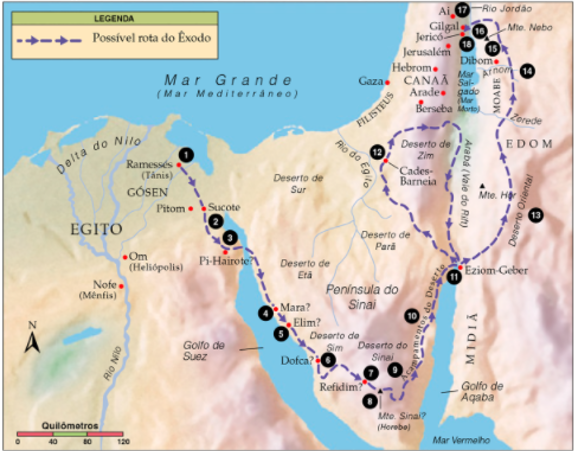 LEGENDA
Possível rota do Êxodo
Mar Grande
(Mar Mediterrâneo)
Delta do Nilo
1
Ramessés
(Tânis)
GÓSEN
Pitom
Sucote
2
3
EGITO
Om
(Heliópolis)
Pi-Hairote?
Nofe
(Mênfis)
N
Rio Nilo
Quilômetros
0 40 80 120
Golfo de
Suez
4
Mara?
5
Elim?
Dofca?
6
Deserto de
Sim
Refidim?
7
8
Mte. Sinai?
(Horebe)
Deserto do
Sinai
9
10
Acampamentos do Deserto
Península do
Sinai
Deserto de
Etã
Deserto de
Parã
Deserto de
Sur
Rio do Egito
12
Cades-
Barneia
Deserto de
Zim
Arabá (Vale do Rift)
11
Eziom-Geber
MIDIÃ
Golfo de
Aqaba
Mar Vermelho
Mte. Hor
13
Deserto Oriental
EDOM
Zerede
MOABE
14
Arnom
15
Dibom
16
Mte. Nebo
17
Rio Jordão
18
Ai
Gilgal
Jericó
Jerusalém
Hebrom
CANAÃ
Arade
Berseba
Gaza
FILISTEUS
Mar
Sal-
gado
(Mar
Morto)